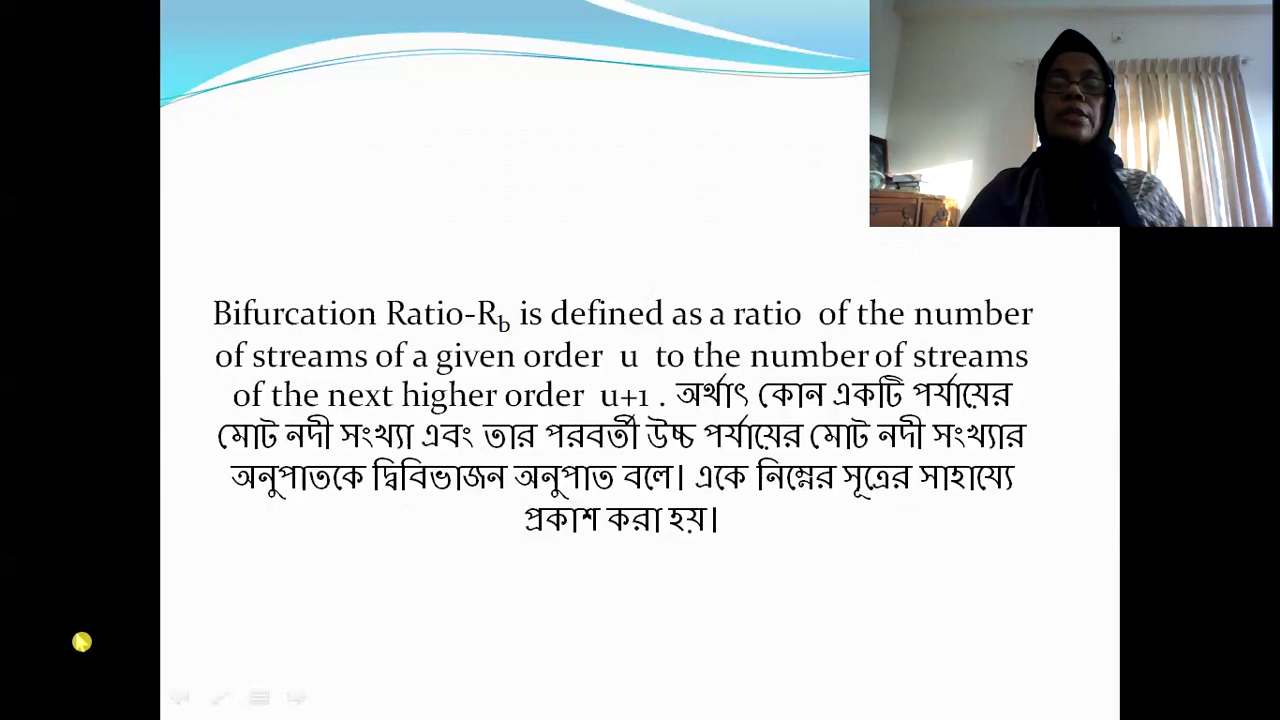 Bifurcation Ratio-Rb is defined as a ratio of the number
of streams of a given order u to the number of streams
of the next higher order u+1 . অর্থাৎ কোন একটি পর্যায়ের
মোট নদী সংখ্যা এবং তার পরবর্তী উচ্চ পর্যায়ের মোট নদী সংখ্যার
অনুপাতকে দ্বিবিভাজন অনুপাত বলে। একে নিম্নের সূত্রের সাহায্যে
প্রকাশ করা হয়।